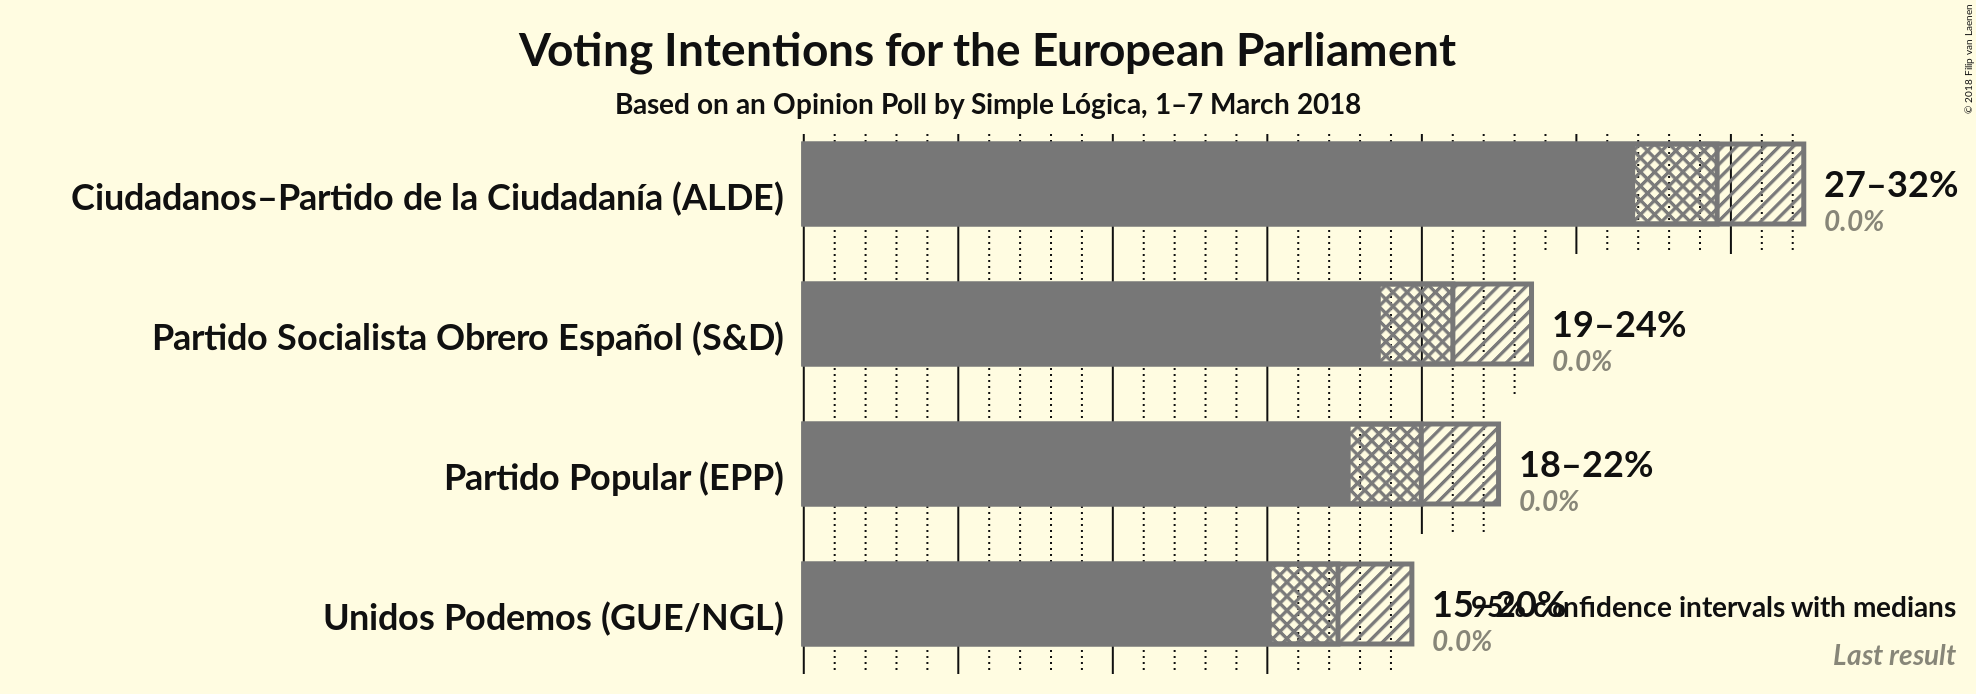 Voting Intentions for the European Parliament
Based on an Opinion Poll by Simple Lógica, 1–7 March 2018
© 2018 Filip van Laenen
Ciudadanos–Partido de la Ciudadanía (ALDE)
27–32%
0.0%
Partido Socialista Obrero Español (S&D)
19–24%
0.0%
Partido Popular (EPP)
18–22%
0.0%
Unidos Podemos (GUE/NGL)
15–20%
0.0%
95% confidence intervals with medians
Last result